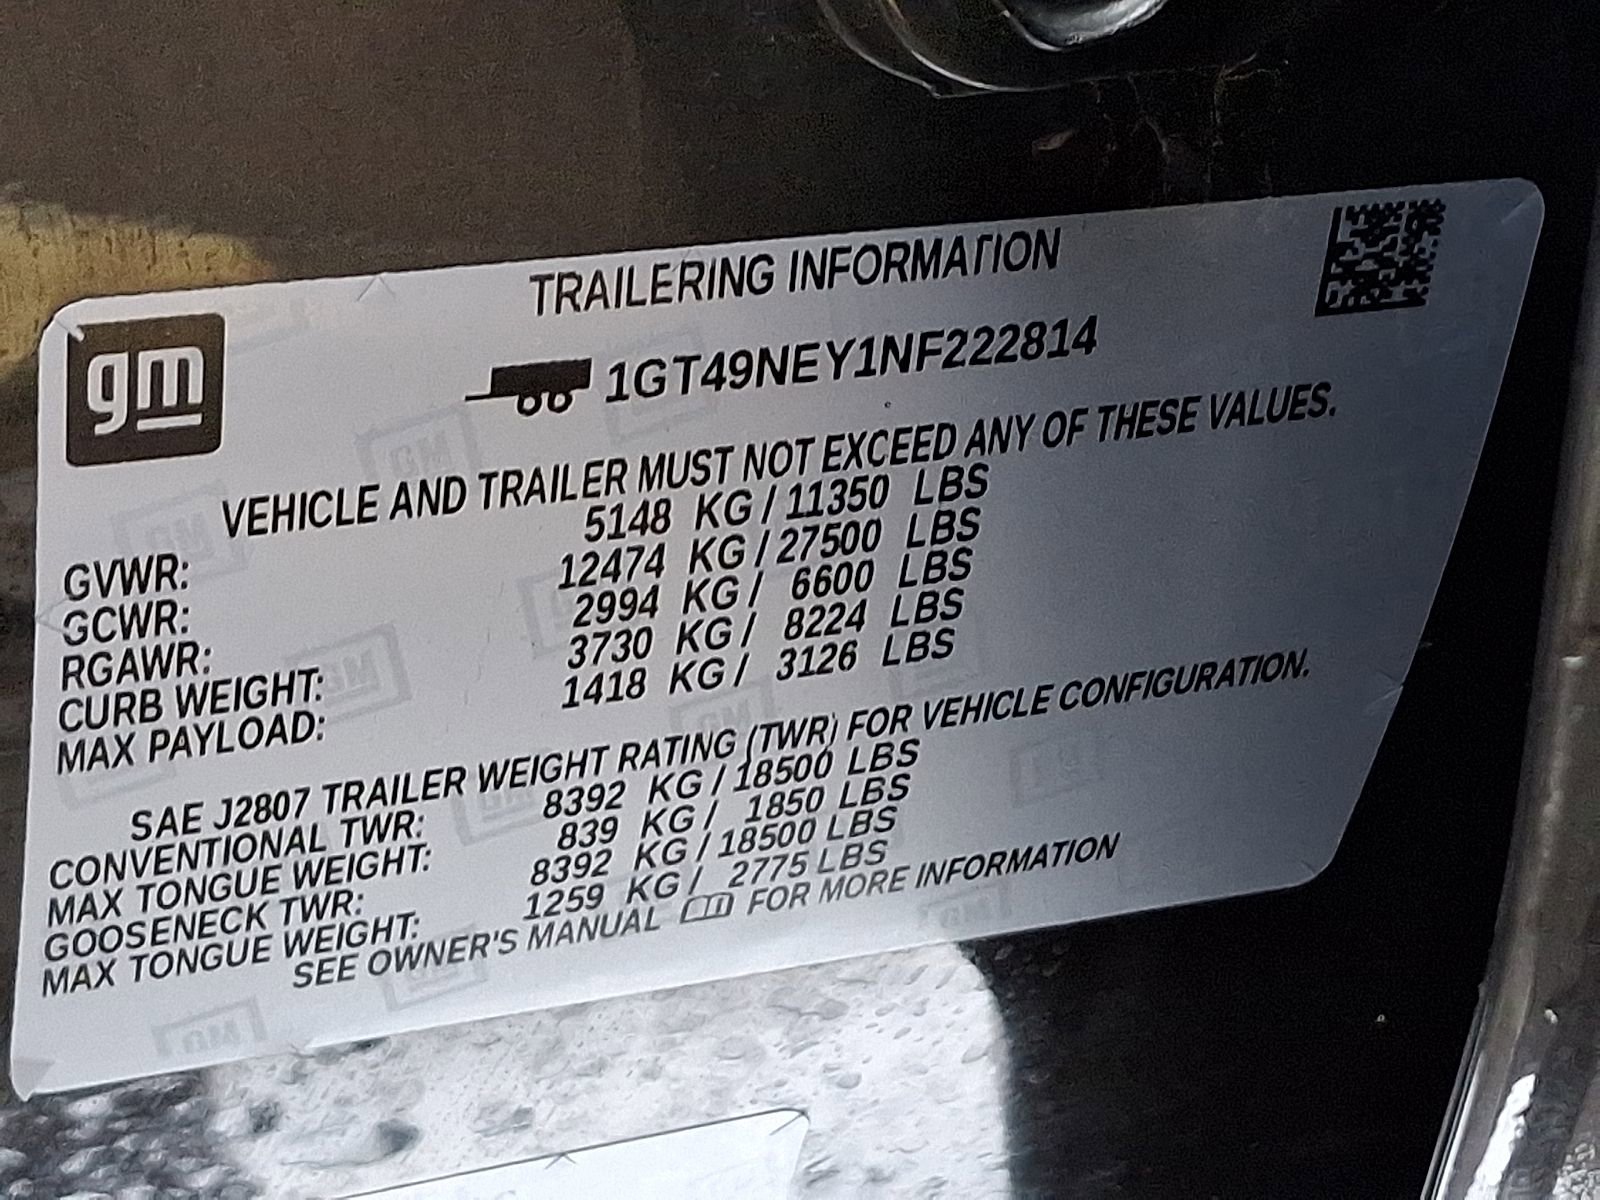 gm
TRAILERING INFORMATION
1GT49NEY1NF222814
VEHICLE AND TRAILER MUST NOT EXCEED ANY OF THESE VALUES.
GVWR: 5148 KG / 11350 LBS
GCWR: 12474 KG / 27500 LBS
RGAWR: 2994 KG / 6600 LBS
CURB WEIGHT: 3730 KG / 8224 LBS
MAX PAYLOAD: 1418 KG / 3126 LBS
SAE J2807 TRAILER WEIGHT RATING (TWR) FOR VEHICLE CONFIGURATION.
CONVENTIONAL TWR: 8392 KG / 18500 LBS
MAX TONGUE WEIGHT: 839 KG / 1850 LBS
GOOSENECK TWR: 8392 KG / 18500 LBS
MAX TONGUE WEIGHT: 1259 KG / 2775 LBS
SEE OWNER'S MANUAL FOR MORE INFORMATION